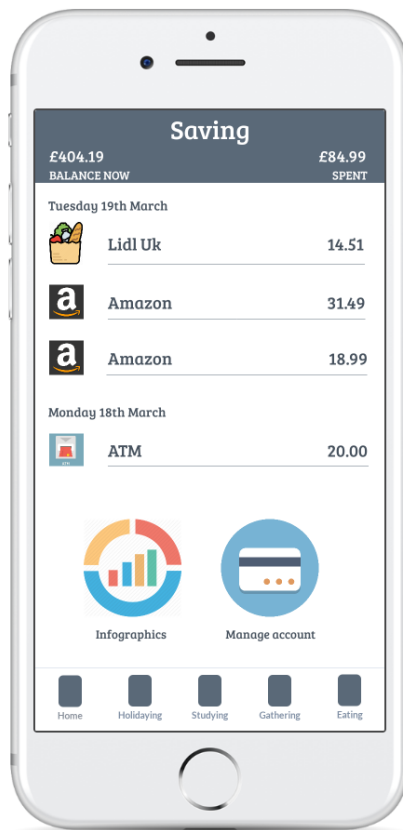 Saving
£404.19 £84.99
BALANCE NOW SPENT
Tuesday 19th March
Lidl Uk 14.51
a Amazon 31.49
a Amazon 18.99
Monday 18th March
ATM 20.00
Infographics Manage account
Home Holidaying Studying Gathering Eating